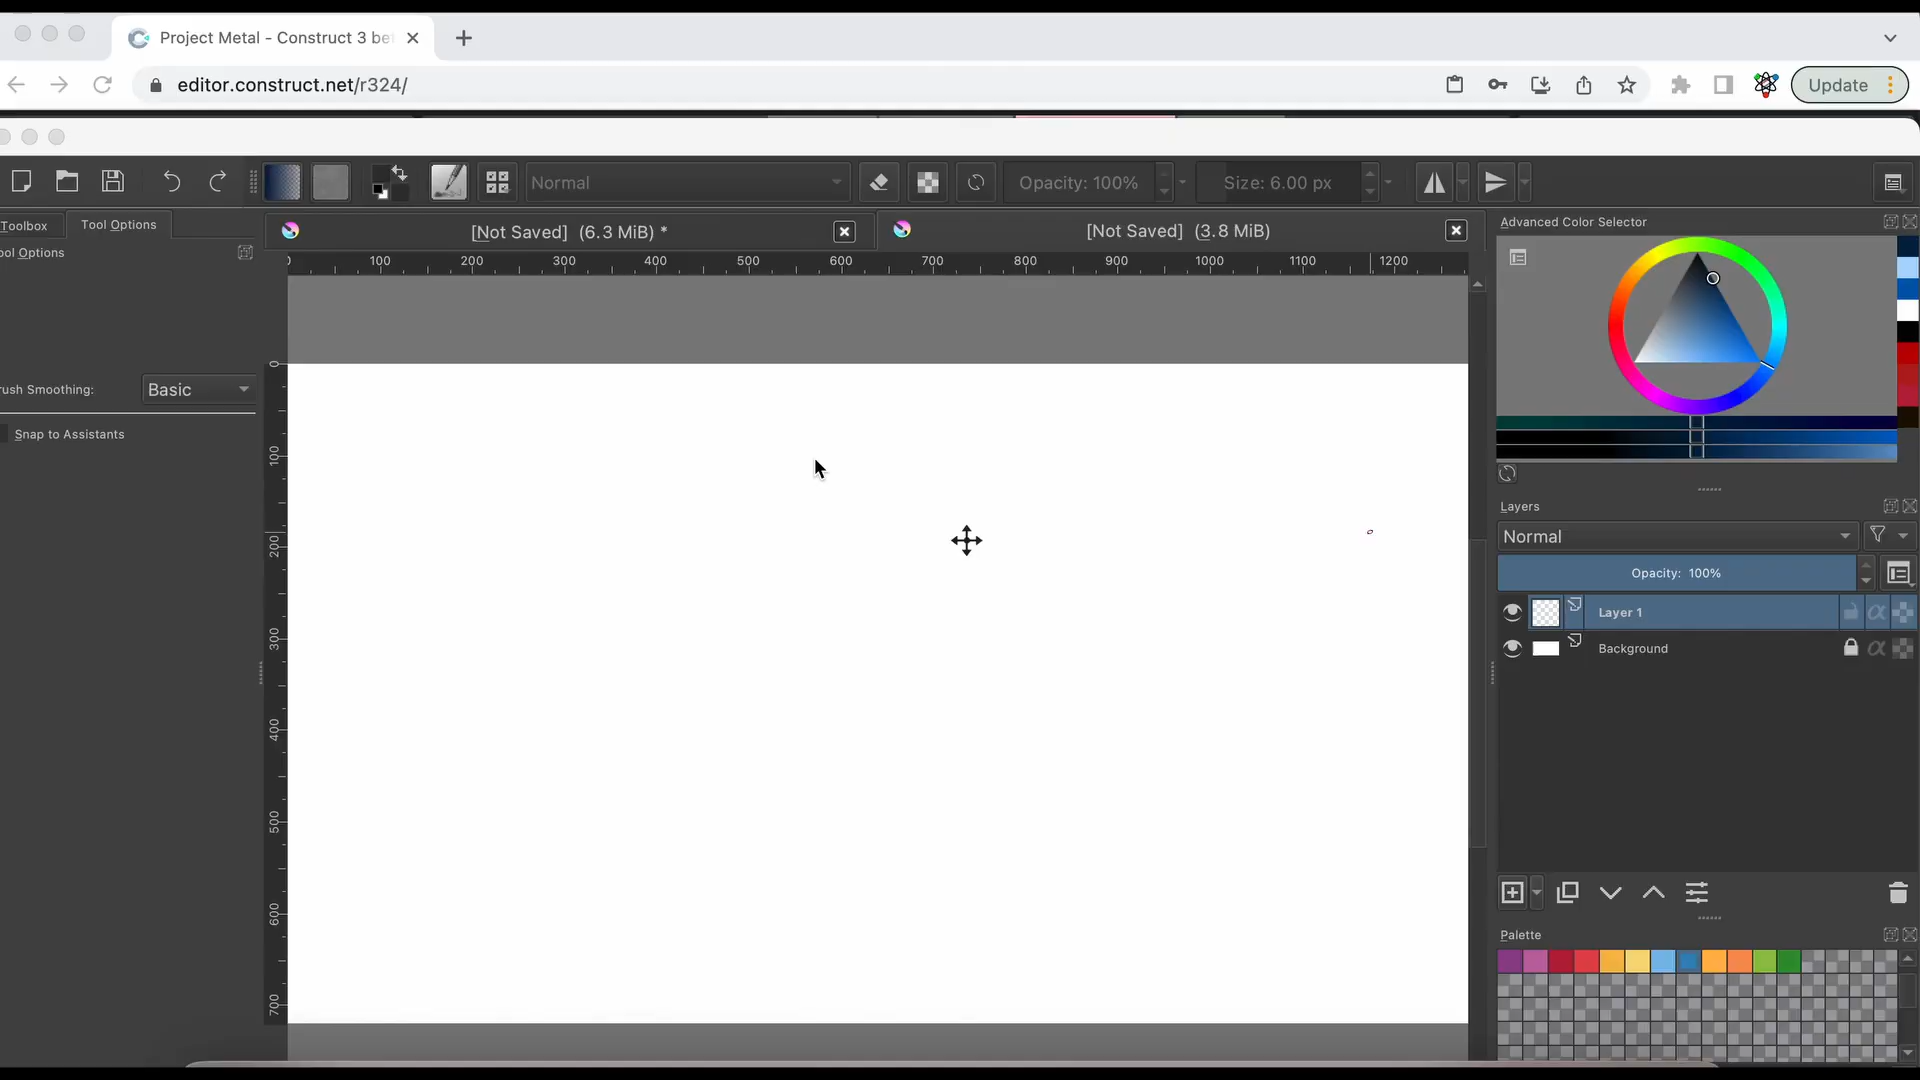 Project Metal - Construct 3 be
editor.construct.net/r324/
Update
Normal
Opacity: 100%
Size: 6.00 px
Toolbox
Tool Options
[Not Saved] (6.3 MiB) *
[Not Saved] (3.8 MiB)
Advanced Color Selector
ool Options
0 100 200 300 400 500 600 700 800 900 1000 1100 1200
rush Smoothing:
Basic
Snap to Assistants
0
100
200
300
400
500
600
700
Layers
Normal
Opacity: 100%
Layer 1
Background
Palette